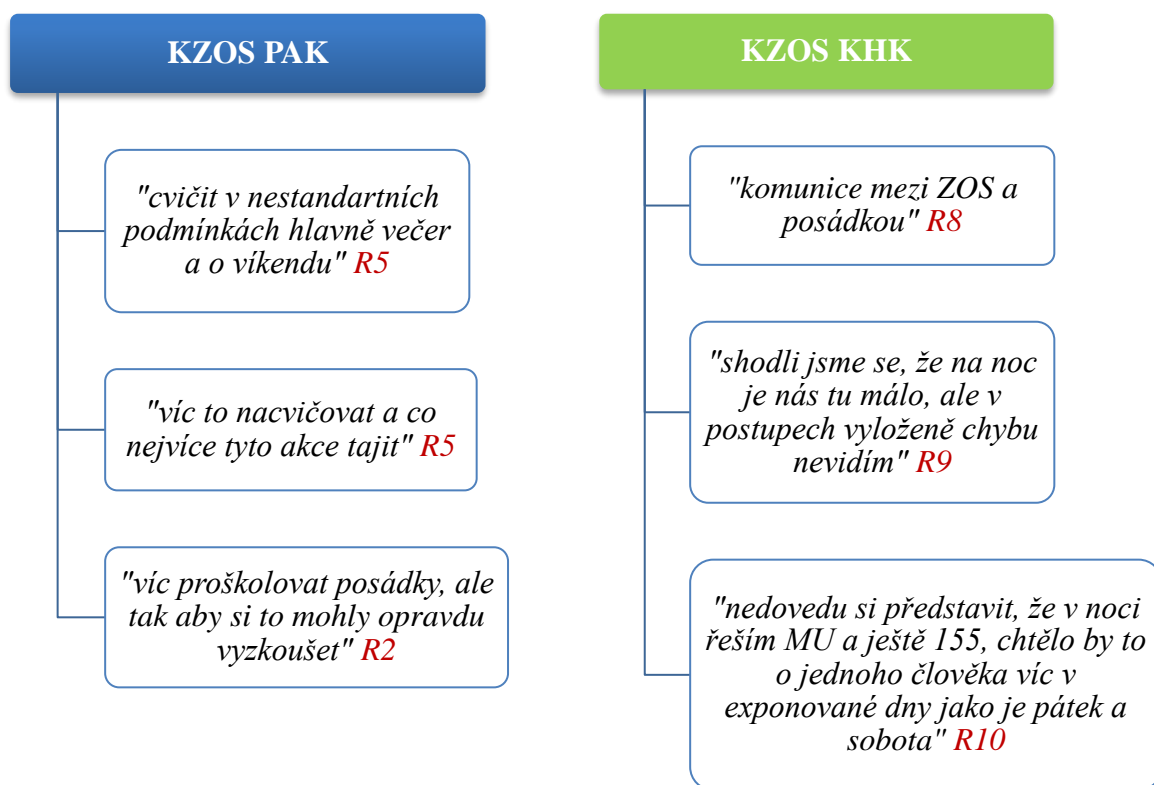 KZOS PAK
"cvičit v nestandartních
podmínkách hlavně večer
a o víkendu" R5
"víc to nacvičovat a co
nejvíce tyto akce tajit" R5
"víc proškolovat posádky, ale
tak aby si to mohly opravdu
vyzkoušet" R2
KZOS KHK
"komunice mezi ZOS a
posádkou" R8
"shodli jsme se, že na noc
je nás tu málo, ale v
postupech vyloženě chybu
nevidím" R9
"nedovedu si představit, že v noci
řeším MU a ještě 155, chtělo by to
o jednoho člověka víc v
exponované dny jako je pátek a
sobota" R10